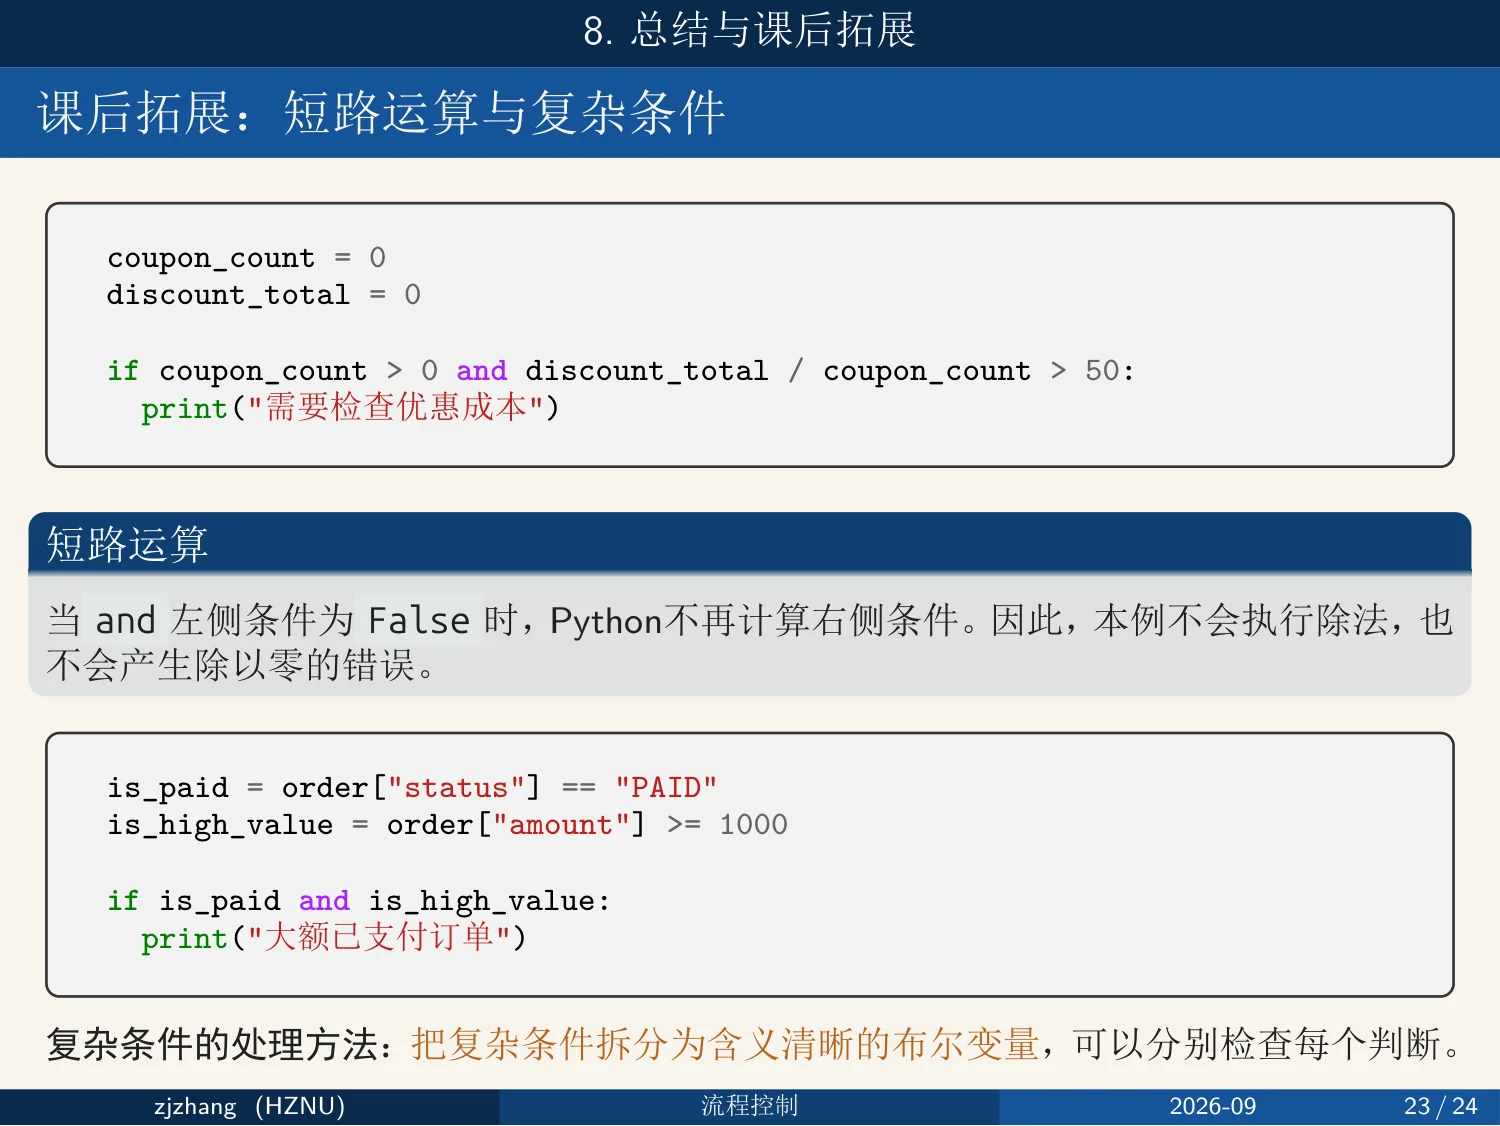 8. 总结与课后拓展
课后拓展：短路运算与复杂条件
coupon_count = 0
discount_total = 0
if coupon_count > 0 and discount_total / coupon_count > 50:
  print("需要检查优惠成本")
短路运算
当 and 左侧条件为 False 时，Python不再计算右侧条件。因此，本例不会执行除法，也
不会产生除以零的错误。
is_paid = order["status"] == "PAID"
is_high_value = order["amount"] >= 1000
if is_paid and is_high_value:
  print("大额已支付订单")
复杂条件的处理方法：把复杂条件拆分为含义清晰的布尔变量，可以分别检查每个判断。
zjzhang (HZNU) 流程控制 2026-09 23 / 24